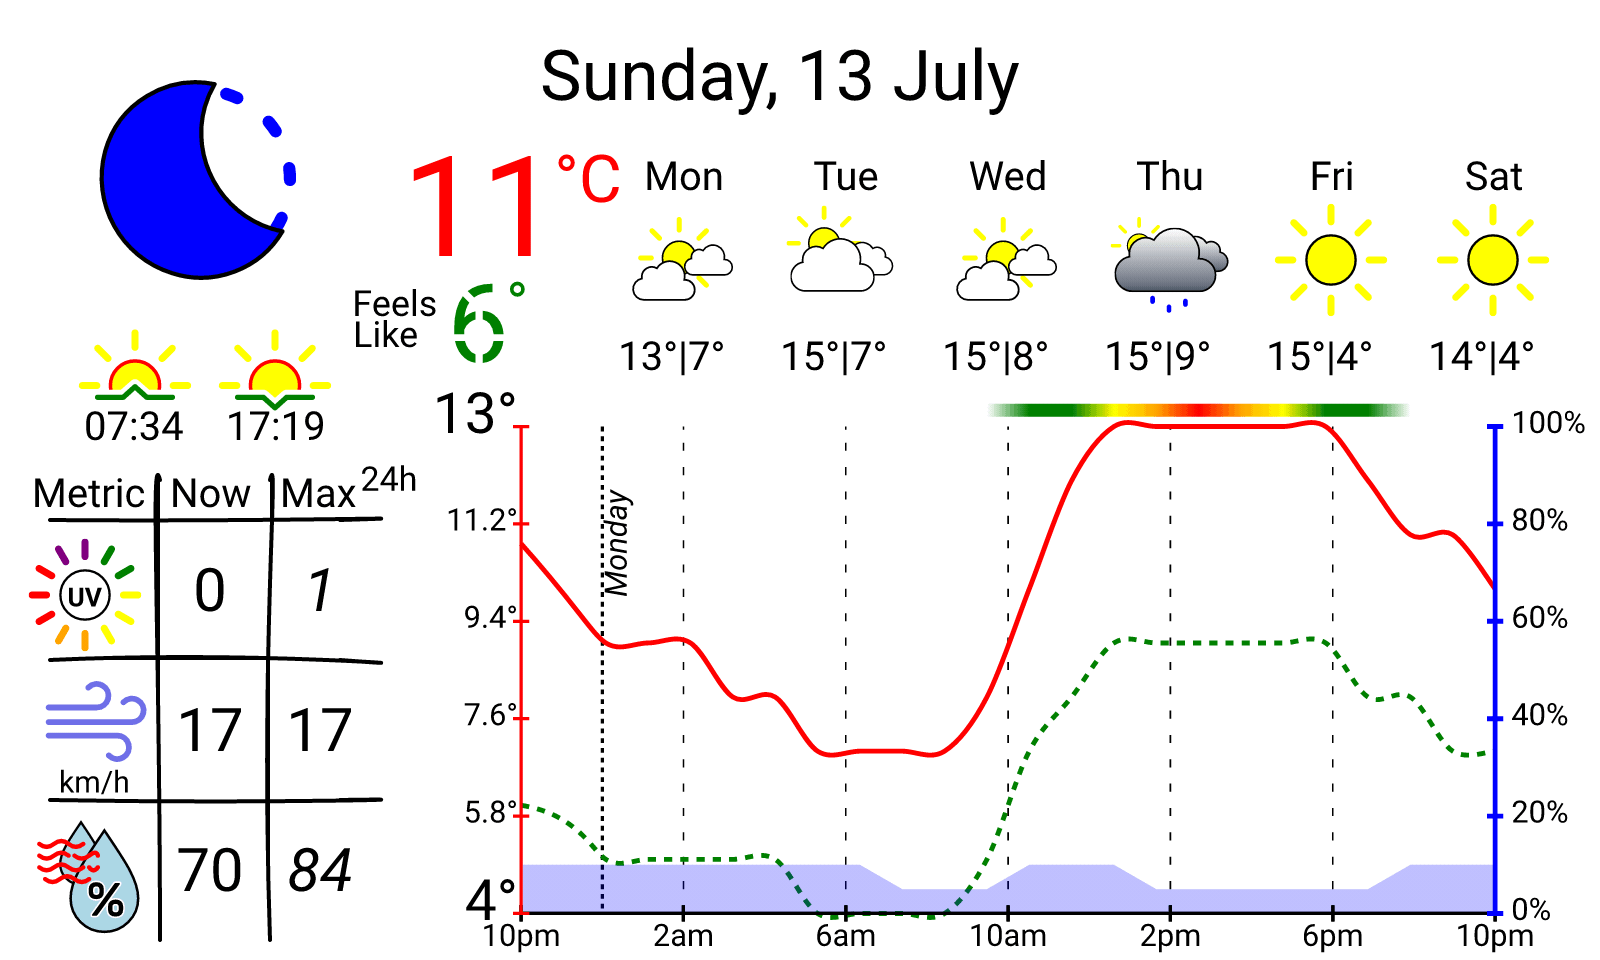 Sunday, 13 July
11°C
Feels
Like
6°
Mon Tue Wed Thu Fri Sat
13°|7° 15°|7° 15°|8° 15°|9° 15°|4° 14°|4°
07:34 17:19
Metric Now Max 24h
UV 0 1
17 17
km/h
% 70 84
13°
11.2°
9.4°
7.6°
5.8°
4°
Monday
100%
80%
60%
40%
20%
0%
10pm 2am 6am 10am 2pm 6pm 10pm